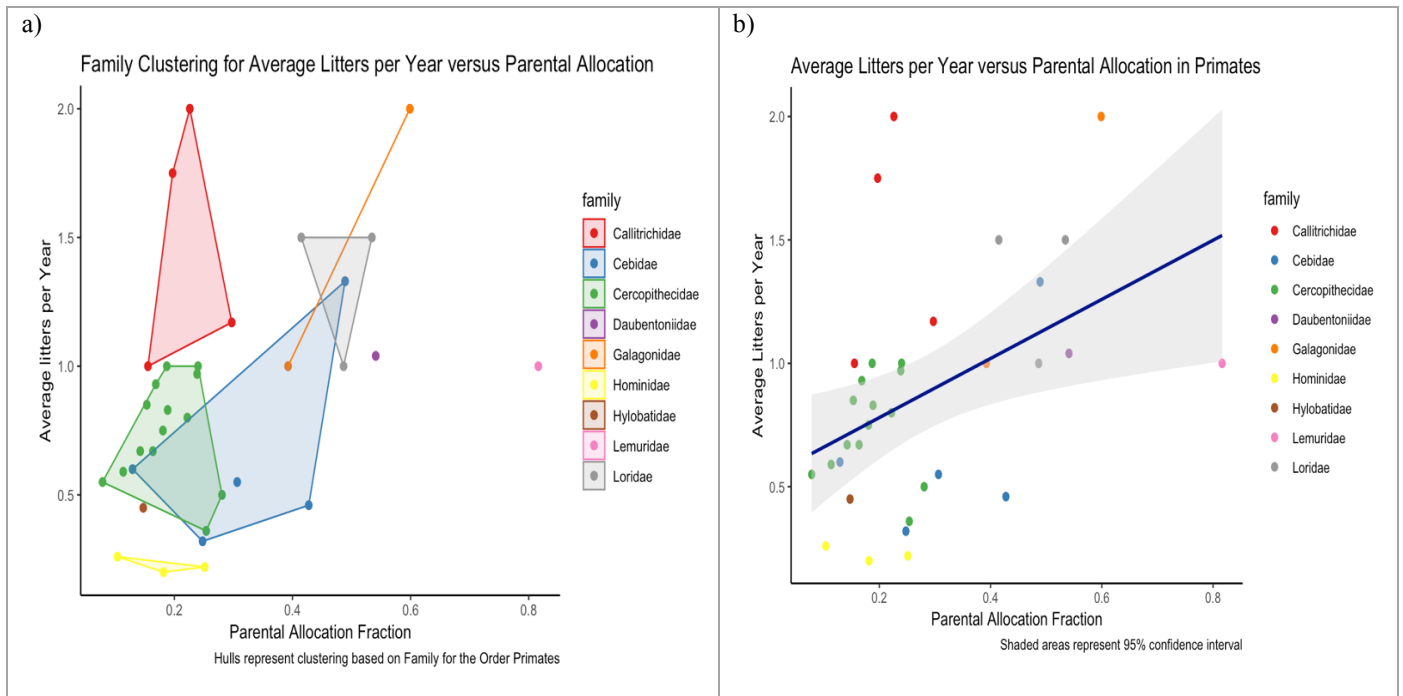 a)
Family Clustering for Average Litters per Year versus Parental Allocation
2.0
1.5
1.0
0.5
Average litters per Year
0.2 0.4 0.6 0.8
Parental Allocation Fraction
Hulls represent clustering based on Family for the Order Primates
family
Callitrichidae
Cebidae
Cercopithecidae
Daubentoniidae
Galagonidae
Hominidae
Hylobatidae
Lemuridae
Loridae
b)
Average Litters per Year versus Parental Allocation in Primates
2.0
1.5
1.0
0.5
Average Litters per Year
0.2 0.4 0.6 0.8
Parental Allocation Fraction
Shaded areas represent 95% confidence interval
family
Callitrichidae
Cebidae
Cercopithecidae
Daubentoniidae
Galagonidae
Hominidae
Hylobatidae
Lemuridae
Loridae